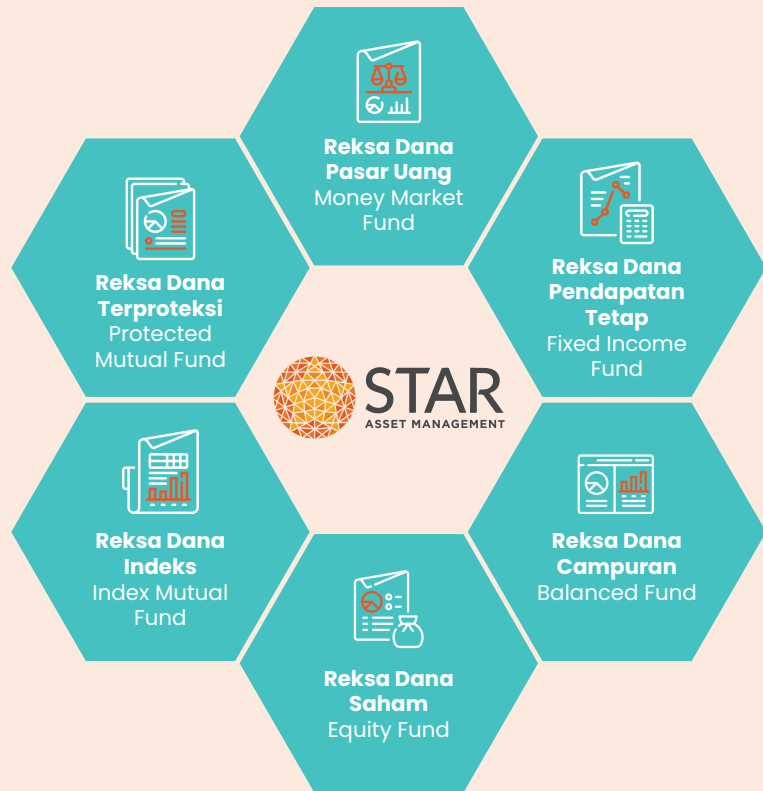 Reksa Dana
Pasar Uang
Money Market
Fund
Reksa Dana
Terproteksi
Protected
Mutual Fund
Reksa Dana
Pendapatan
Tetap
Fixed Income
Fund
STAR
ASSET MANAGEMENT
Reksa Dana
Indeks
Index Mutual
Fund
Reksa Dana
Campuran
Balanced Fund
Reksa Dana
Saham
Equity Fund